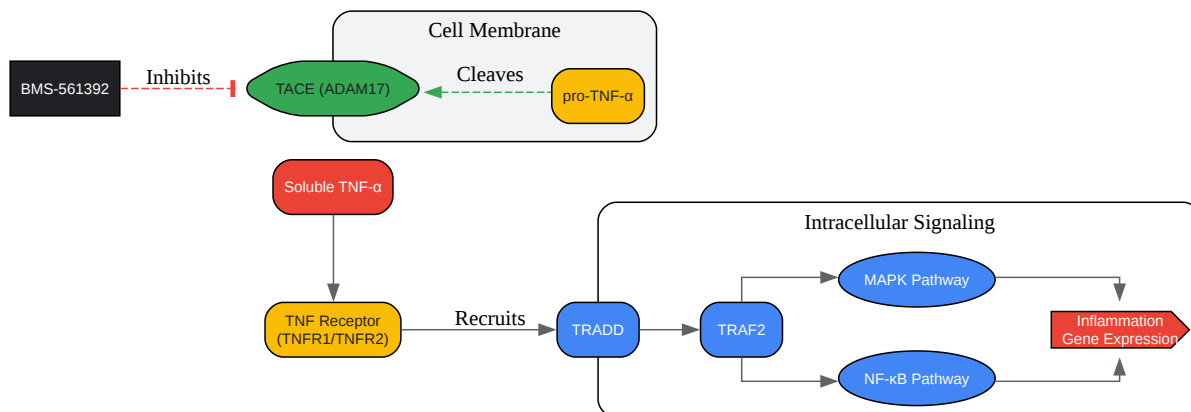 Cell Membrane
BMS-561392
Inhibits
TACE (ADAM17)
Cleaves
pro-TNF-α
Soluble TNF-α
Intracellular Signaling
TNF Receptor
(TNFR1/TNFR2)
Recruits
TRADD
TRAF2
MAPK Pathway
NF-κB Pathway
Inflammation
Gene Expression